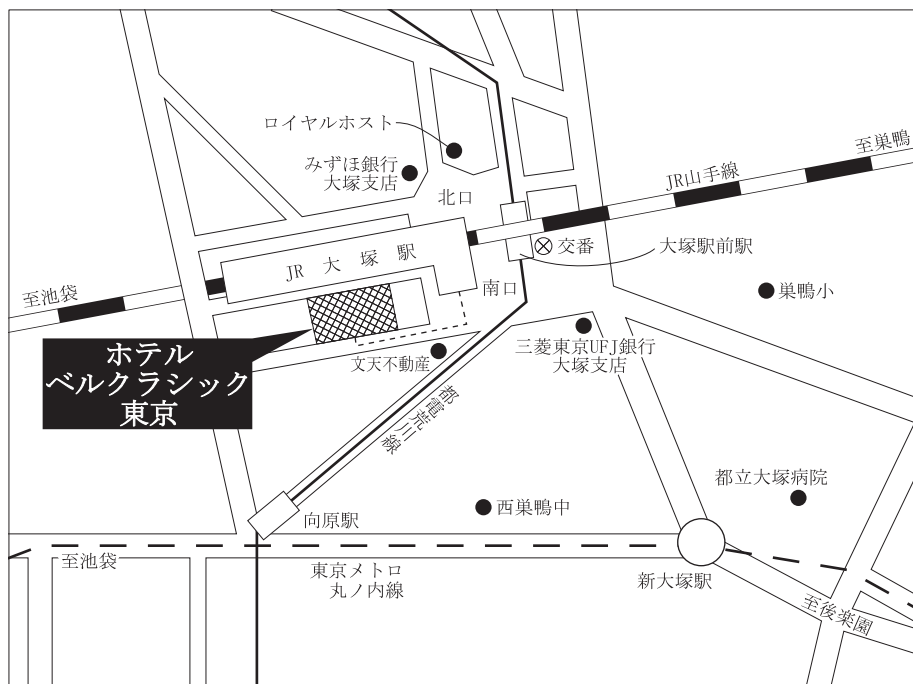 ロイヤルホスト
みずほ銀行
大塚支店
北口
JR山手線
至巣鴨
交番
大塚駅前駅
JR 大塚駅
南口
至池袋
巣鴨小
ホテル
ベルクラシック
東京
文天不動産
三菱東京UFJ銀行
大塚支店
都電荒川線
都立大塚病院
西巣鴨中
向原駅
至池袋
東京メトロ
丸ノ内線
新大塚駅
至後楽園